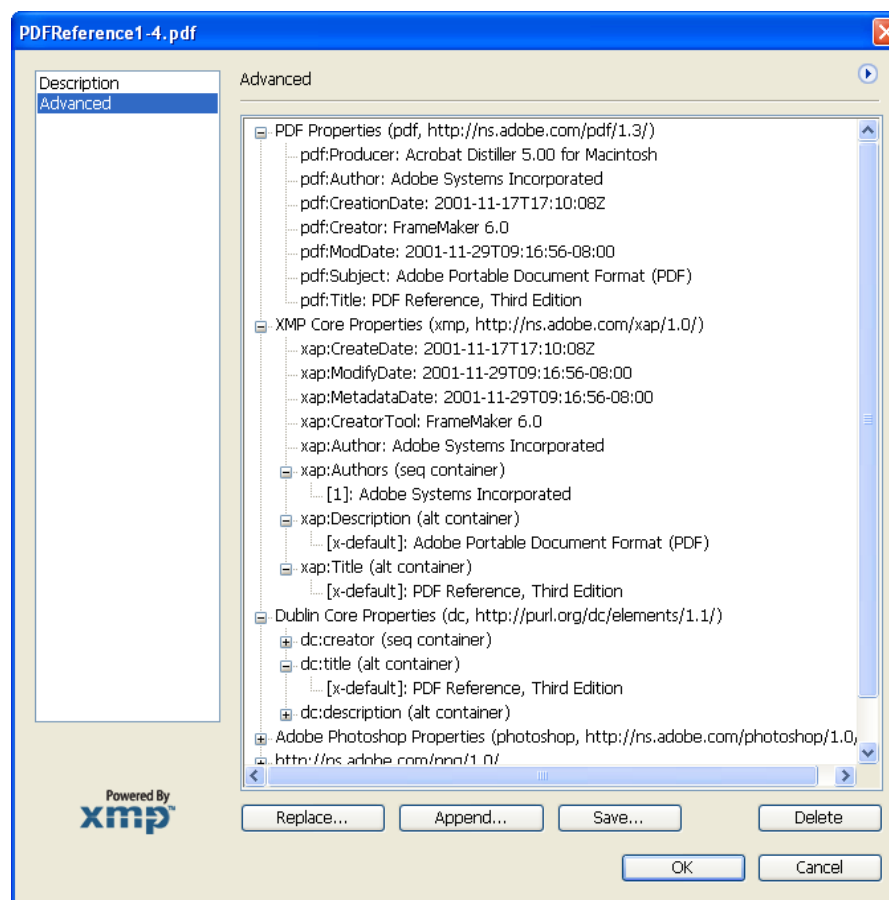 PDFReference1-4.pdf
Description
Advanced
Advanced
PDF Properties (pdf, http://ns.adobe.com/pdf/1.3/)
pdf:Producer: Acrobat Distiller 5.00 for Macintosh
pdf:Author: Adobe Systems Incorporated
pdf:CreationDate: 2001-11-17T17:10:08Z
pdf:Creator: FrameMaker 6.0
pdf:ModDate: 2001-11-29T09:16:56-08:00
pdf:Subject: Adobe Portable Document Format (PDF)
pdf:Title: PDF Reference, Third Edition
XMP Core Properties (xmp, http://ns.adobe.com/xap/1.0/)
xap:CreateDate: 2001-11-17T17:10:08Z
xap:ModifyDate: 2001-11-29T09:16:56-08:00
xap:MetadataDate: 2001-11-29T09:16:56-08:00
xap:CreatorTool: FrameMaker 6.0
xap:Author: Adobe Systems Incorporated
xap:Authors (seq container)
[1]: Adobe Systems Incorporated
xap:Description (alt container)
[x-default]: Adobe Portable Document Format (PDF)
xap:Title (alt container)
[x-default]: PDF Reference, Third Edition
Dublin Core Properties (dc, http://purl.org/dc/elements/1.1/)
dc:creator (seq container)
dc:title (alt container)
[x-default]: PDF Reference, Third Edition
dc:description (alt container)
Adobe Photoshop Properties (photoshop, http://ns.adobe.com/photoshop/1.0/
http://ns.adobe.com/png/1.0/
Powered By
xmp™
Replace...
Append...
Save...
Delete
OK
Cancel